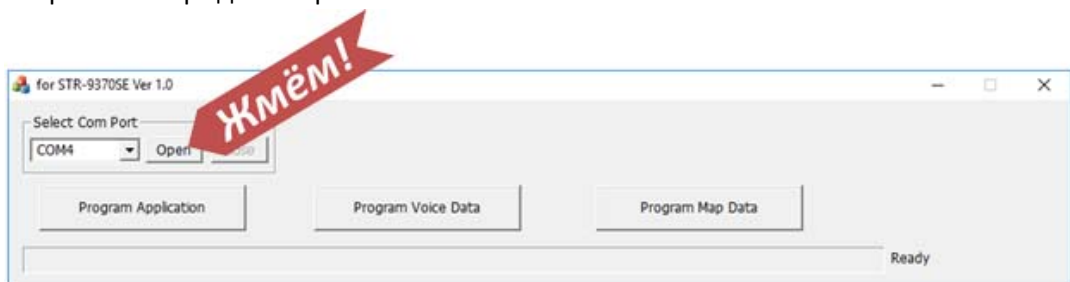 Жмём!
for STR-9370SE Ver 1.0
Select Com Port
COM4 Open
Program Application Program Voice Data Program Map Data
Ready